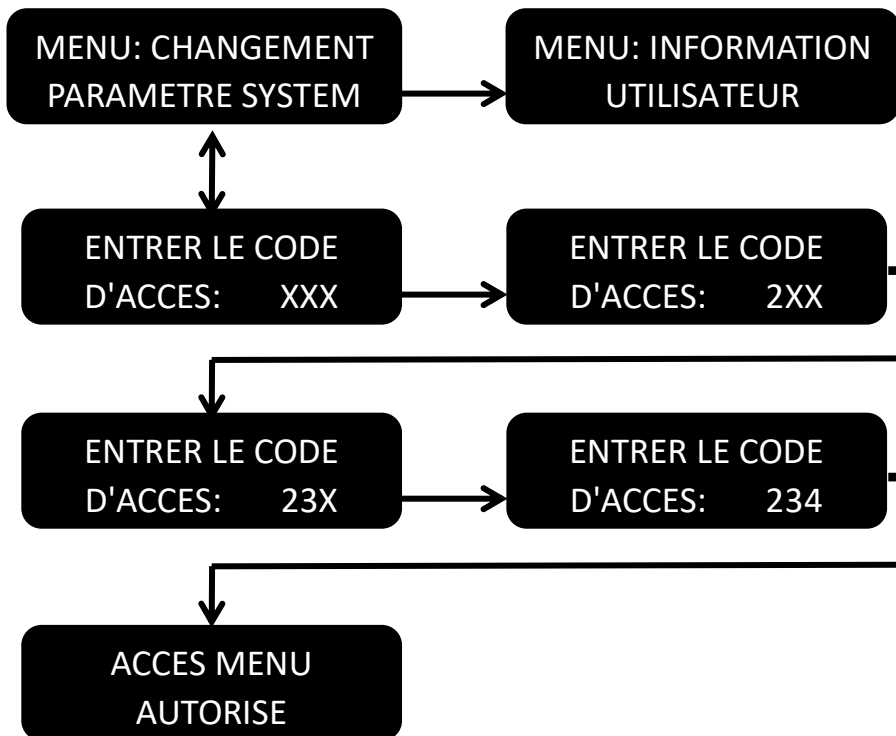 MENU: CHANGEMENT
PARAMETRE SYSTEM
MENU: INFORMATION
UTILISATEUR
ENTRER LE CODE
D'ACCES: XXX
ENTRER LE CODE
D'ACCES: 2XX
ENTRER LE CODE
D'ACCES: 23X
ENTRER LE CODE
D'ACCES: 234
ACCES MENU
AUTORISE